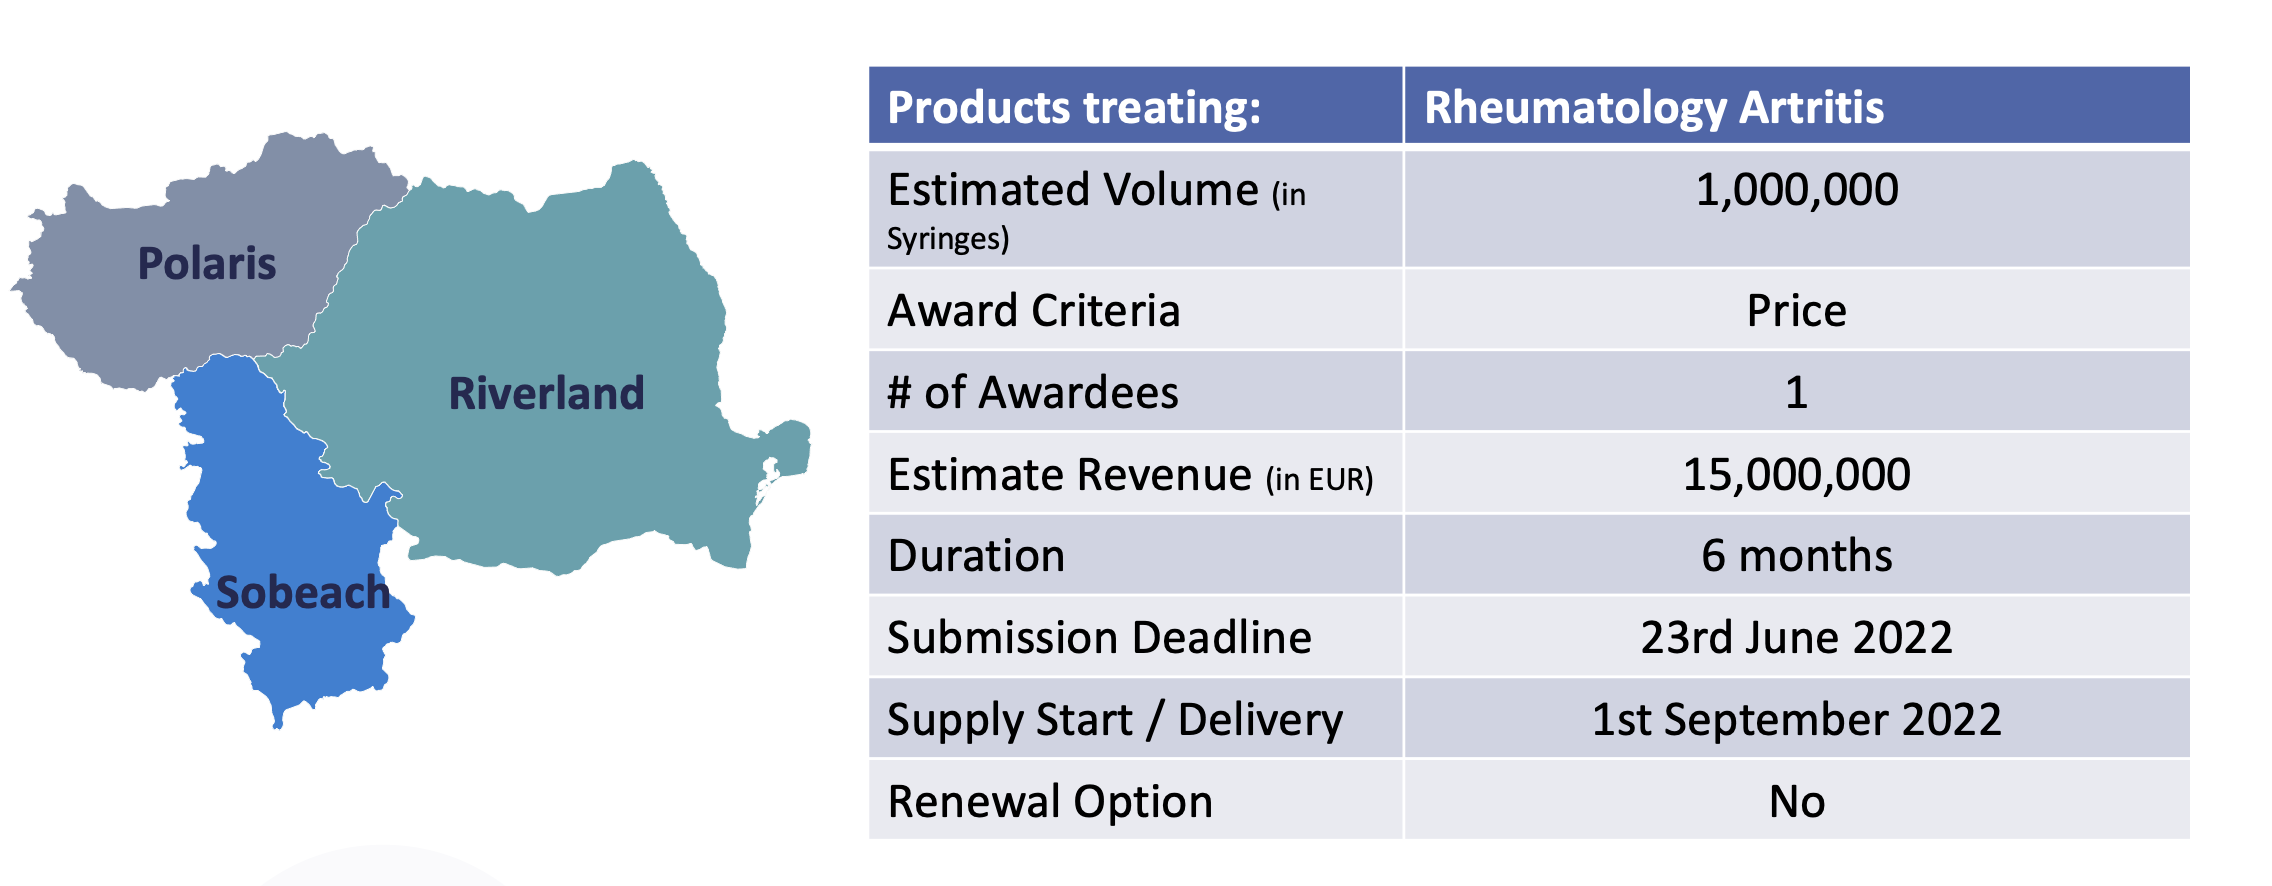 Polaris
Riverland
Sobeach
Products treating: Rheumatology Artritis
Estimated Volume (in 1,000,000
Syringes)
Award Criteria Price
# of Awardees 1
Estimate Revenue (in EUR) 15,000,000
Duration 6 months
Submission Deadline 23rd June 2022
Supply Start / Delivery 1st September 2022
Renewal Option No